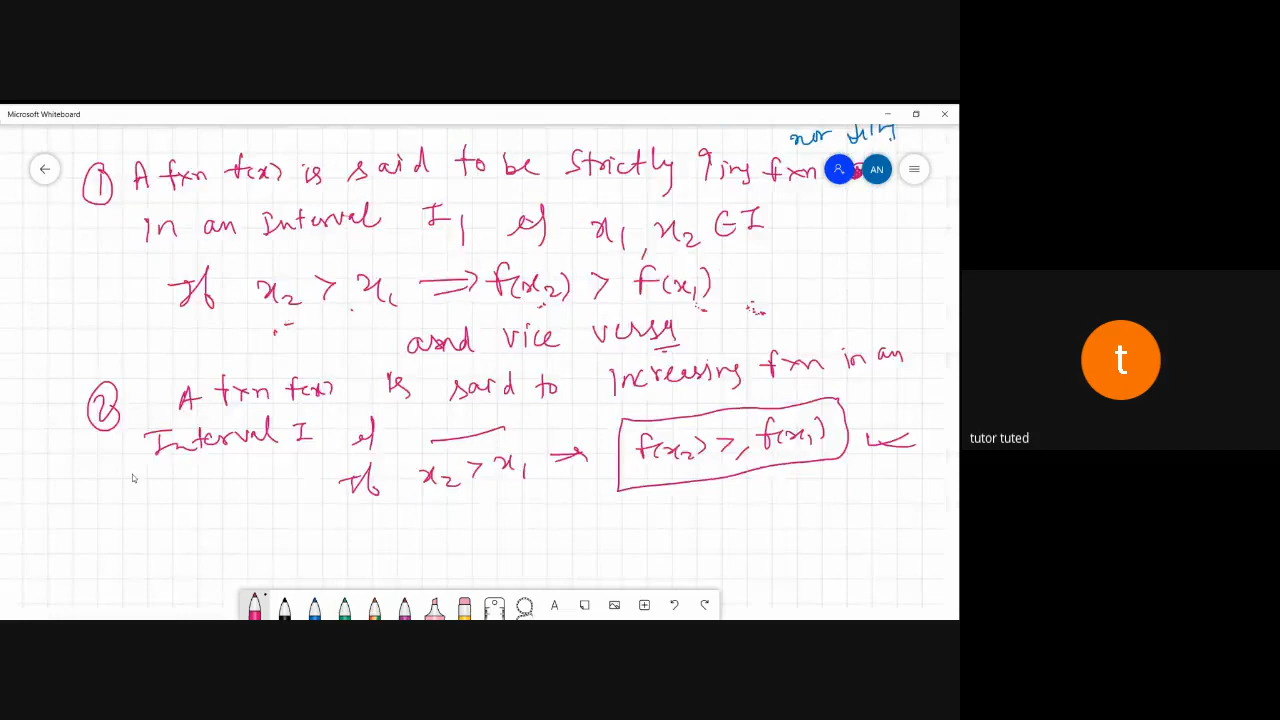 Microsoft Whiteboard
① A fxn f(x) is said to be Strictly ↑ing fxn
AN
in an Interval I, if x₁, x₂ ∈ I
If x₂ > x₁ ⟹ f(x₂) > f(x₁)
and vice versa
② A fxn f(x) is said to increasing fxn in an
Interval I if
If x₂ > x₁ → f(x₂) ≥ f(x₁)
t
tutor tuted
A